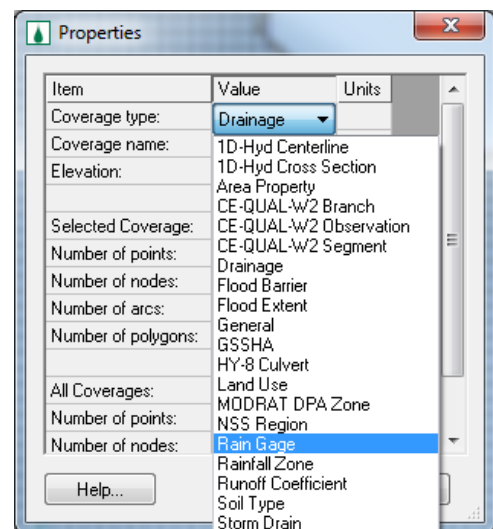 Properties
Item Value Units
Coverage type: Drainage
Coverage name:
Elevation:
Selected Coverage:
Number of points:
Number of nodes:
Number of arcs:
Number of polygons:
All Coverages:
Number of points:
Number of nodes:
1D-Hyd Centerline
1D-Hyd Cross Section
Area Property
CE-QUAL-W2 Branch
CE-QUAL-W2 Observation
CE-QUAL-W2 Segment
Drainage
Flood Barrier
Flood Extent
General
GSSHA
HY-8 Culvert
Land Use
MODRAT DPA Zone
NSS Region
Rain Gage
Rainfall Zone
Runoff Coefficient
Soil Type
Storm Drain
Help...